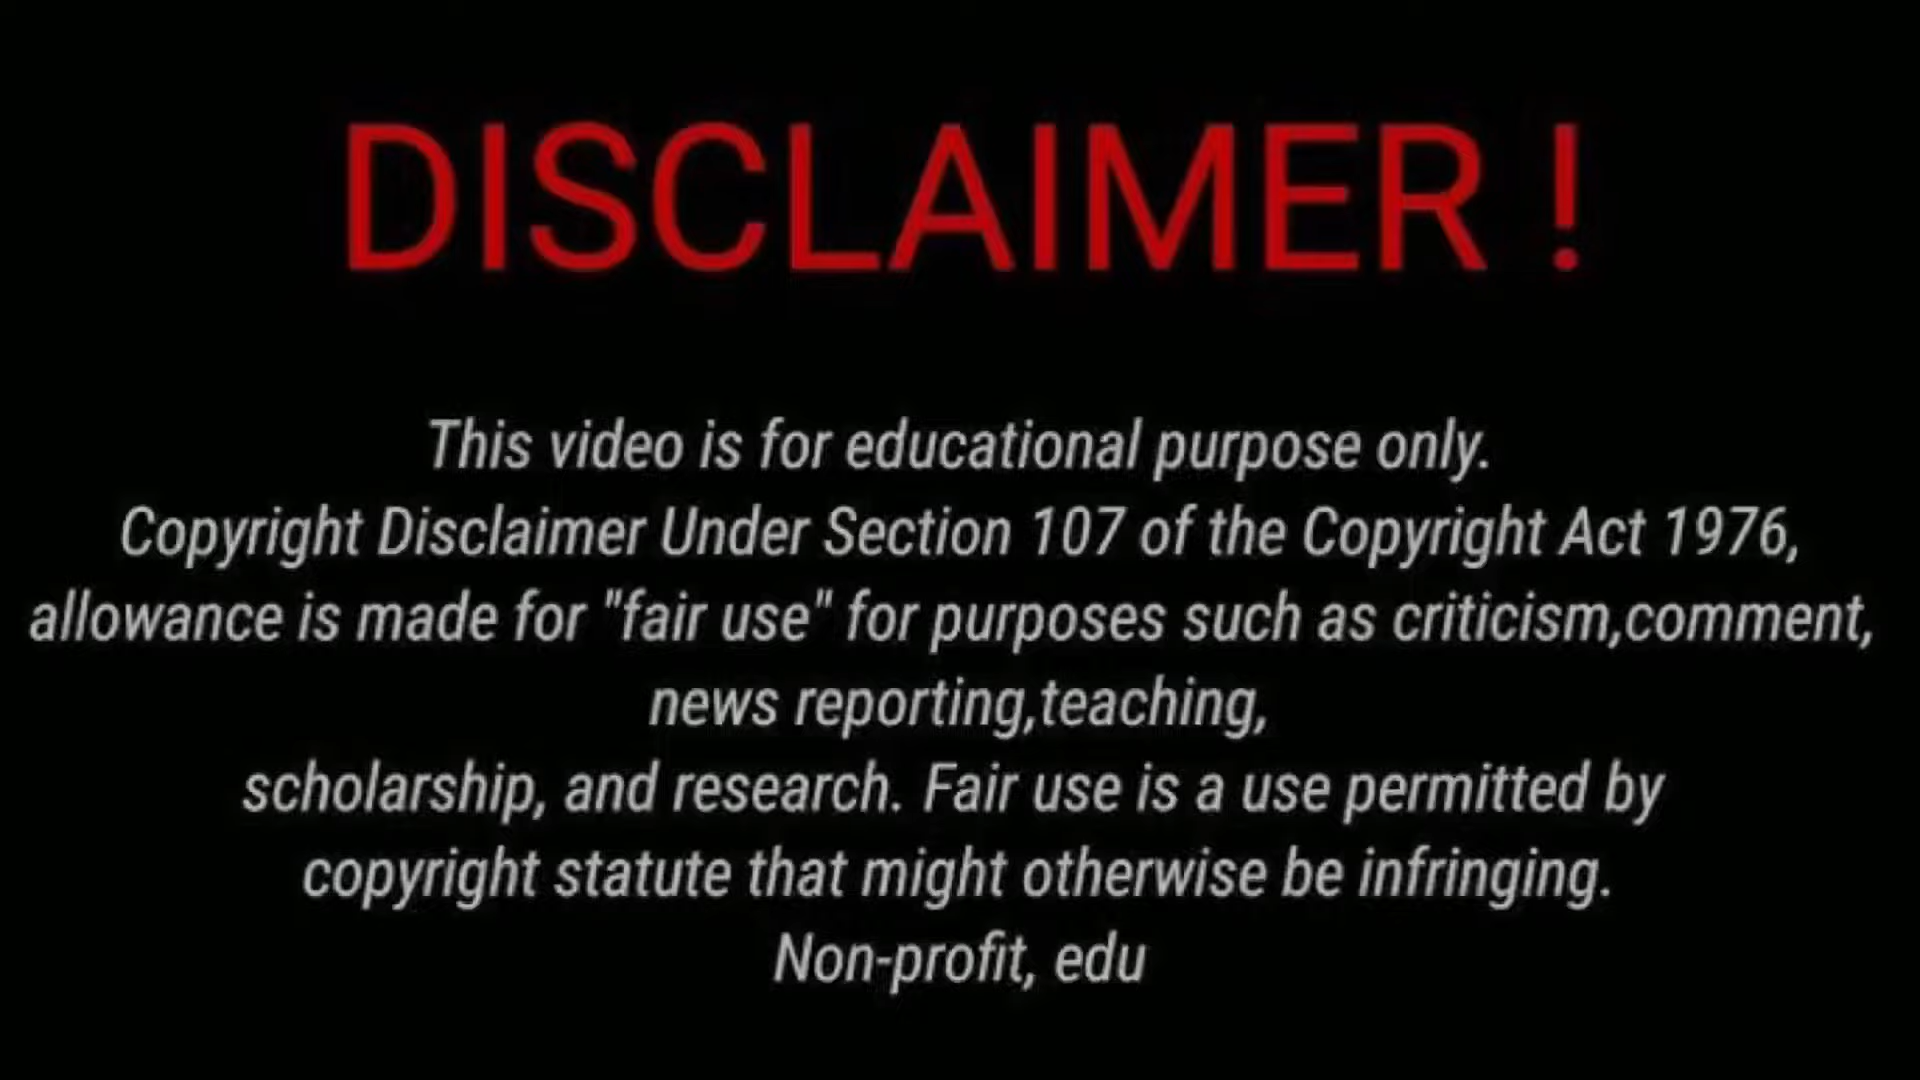 DISCLAIMER !
This video is for educational purpose only.
Copyright Disclaimer Under Section 107 of the Copyright Act 1976,
allowance is made for "fair use" for purposes such as criticism,comment,
news reporting,teaching,
scholarship, and research. Fair use is a use permitted by
copyright statute that might otherwise be infringing.
Non-profit, edu